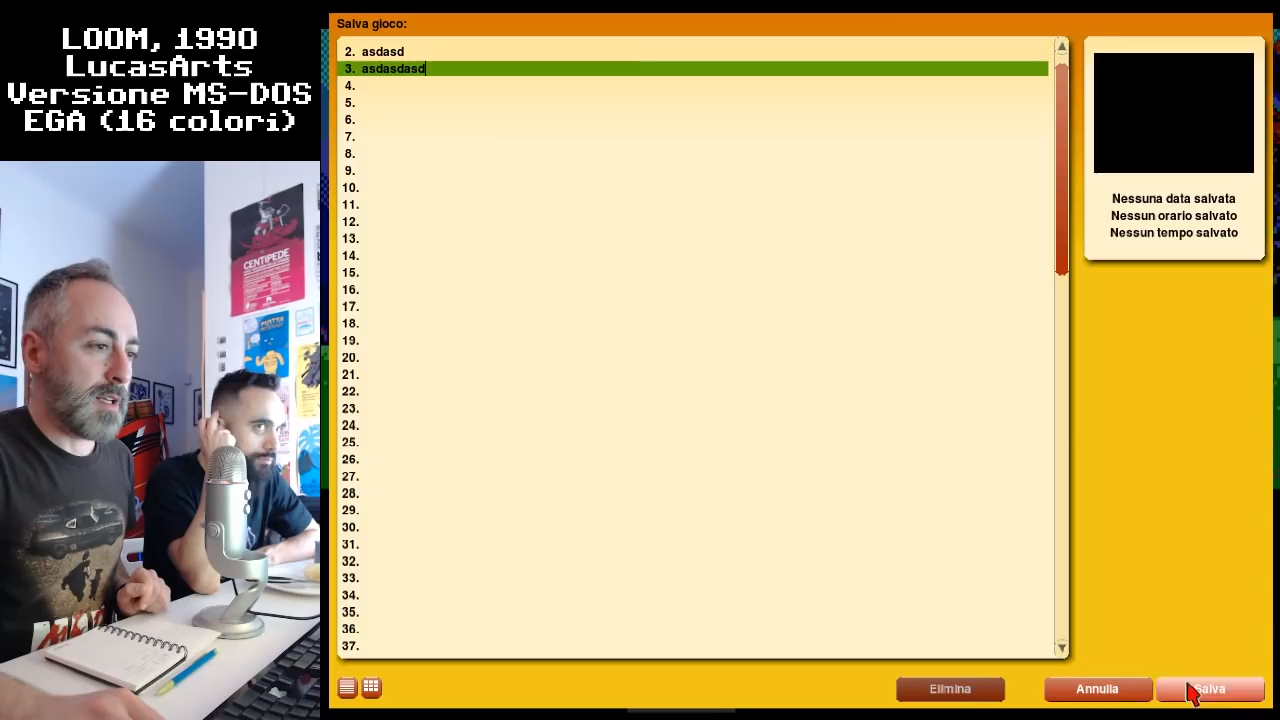 LOOM, 1990
LucasArts
Versione MS-DOS
EGA (16 colori)
CENTIPEDE
Salva gioco:
2. asdasd
3. asdasdasd
4.
5.
6.
7.
8.
9.
10.
11.
12.
13.
14.
15.
16.
17.
18.
19.
20.
21.
22.
23.
24.
25.
26.
27.
28.
29.
30.
31.
32.
33.
34.
35.
36.
37.
Nessuna data salvata
Nessun orario salvato
Nessun tempo salvato
Elimina
Annulla
Salva